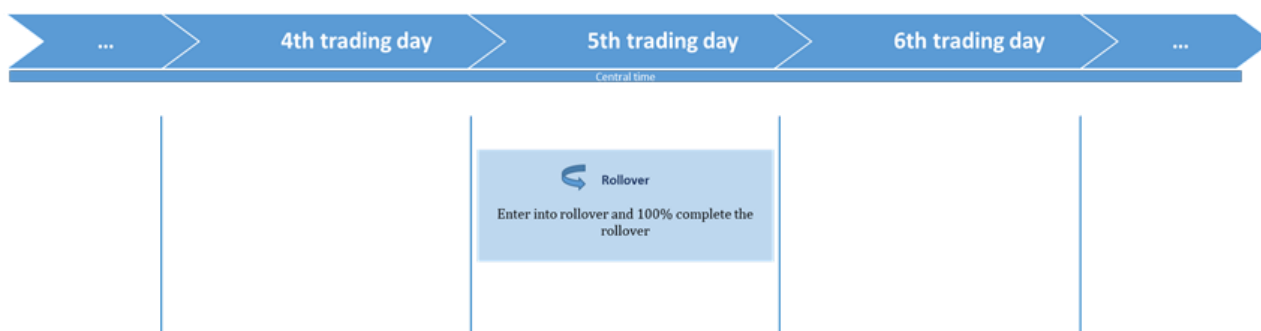 ...
4th trading day
5th trading day
6th trading day
...
Central time
Rollover
Enter into rollover and 100% complete the
rollover